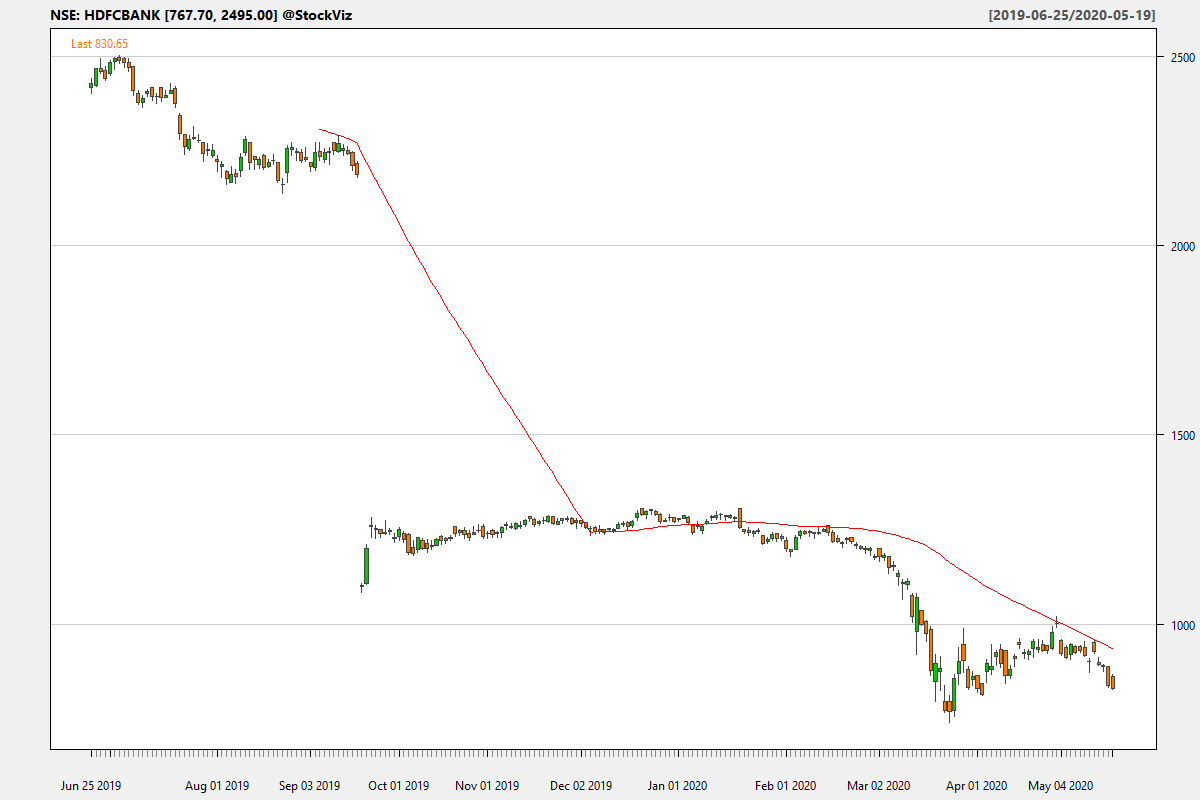 NSE: HDFCBANK [767.70, 2495.00] @StockViz [2019-06-25/2020-05-19]
Last 830.65
2500
2000
1500
1000
Jun 25 2019 Aug 01 2019 Sep 03 2019 Oct 01 2019 Nov 01 2019 Dec 02 2019 Jan 01 2020 Feb 01 2020 Mar 02 2020 Apr 01 2020 May 04 2020